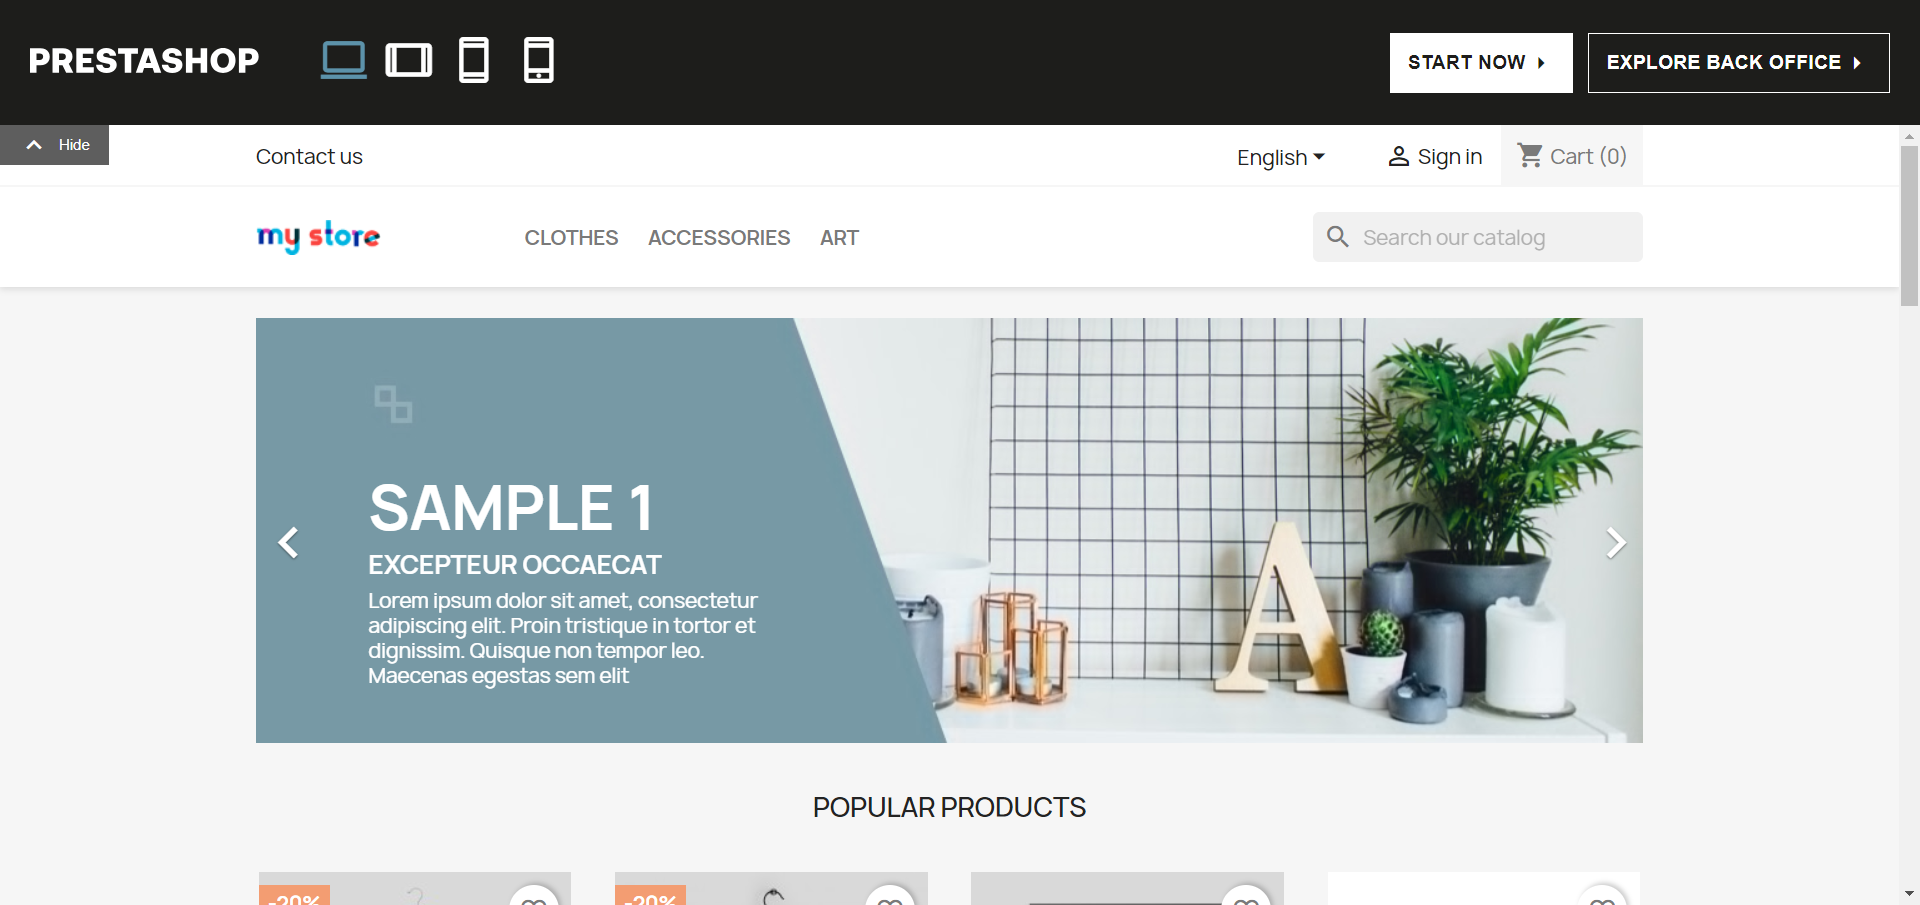 PRESTASHOP
START NOW
EXPLORE BACK OFFICE
Hide
Contact us
English
Sign in
Cart (0)
my store
CLOTHES
ACCESSORIES
ART
Search our catalog
SAMPLE 1
EXCEPTEUR OCCAECAT
Lorem ipsum dolor sit amet, consectetur
adipiscing elit. Proin tristique in tortor et
dignissim. Quisque non tempor leo.
Maecenas egestas sem elit
A
POPULAR PRODUCTS
-20%
-20%